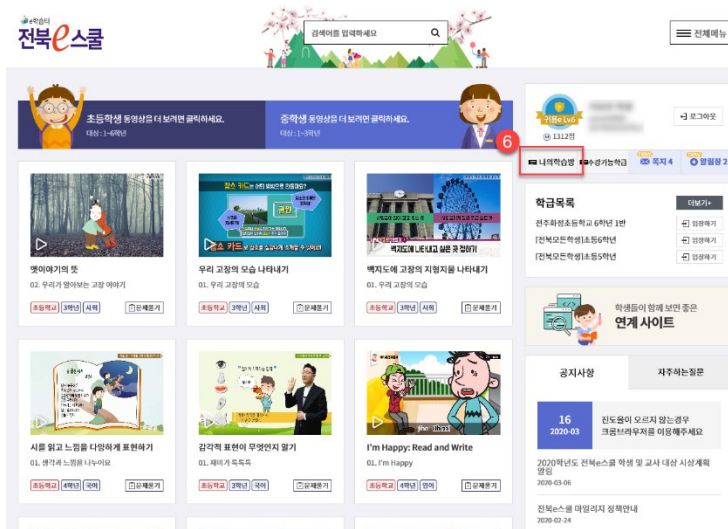 e학습터
전북e스쿨
검색어를 입력하세요
전체메뉴
초등학생 동영상을 더 보려면 클릭하세요.
대상 : 1~6학년
중학생 동영상을 더 보려면 클릭하세요.
대상 : 1~3학년
귀품e Lv6
1312점
로그아웃
6
나의학습방
수강가능학급
쪽지 4
알림장 2
학급목록
더보기+
전주화정초등학교 6학년 1반
입장하기
[전북모든학생]초등6학년
입장하기
[전북모든학생]초등5학년
입장하기
옛이야기의 뜻
02. 우리가 알아보는 고장 이야기
초등학교 3학년 사회 문제풀기
우리 고장의 모습 나타내기
01. 우리 고장의 모습
초등학교 3학년 사회 문제풀기
백지도에 나타내고 싶은 곳 정하기
백지도에 고장의 지형지물 나타내기
01. 우리 고장의 모습
초등학교 3학년 사회 문제풀기
학생들이 함께 보면 좋은
연계 사이트
공지사항
자주하는질문
16
2020-03
진도율이 오르지 않는경우
크롬브라우저를 이용해주세요
2020학년도 전북e스쿨 학생 및 교사 대상 시상계획
알림
2020-03-06
전북e스쿨 마일리지 정책안내
2020-02-24
시를 읽고 느낌을 다양하게 표현하기
01. 생각과 느낌을 나누어요
초등학교 4학년 국어 문제풀기
감각적 표현이 무엇인지 알기
01. 재미가 톡톡톡
초등학교 3학년 국어 문제풀기
I'm Happy: Read and Write
01. I'm Happy
초등학교 4학년 영어 문제풀기